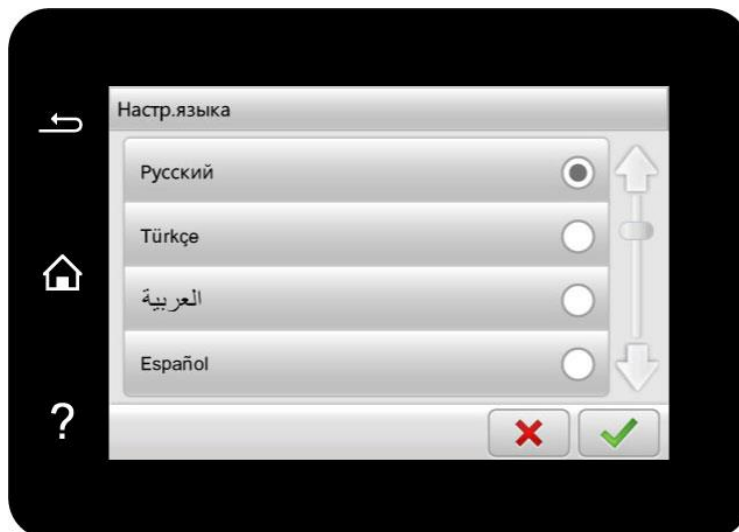 Настр.языка
Русский
Türkçe
العربية
Español
?